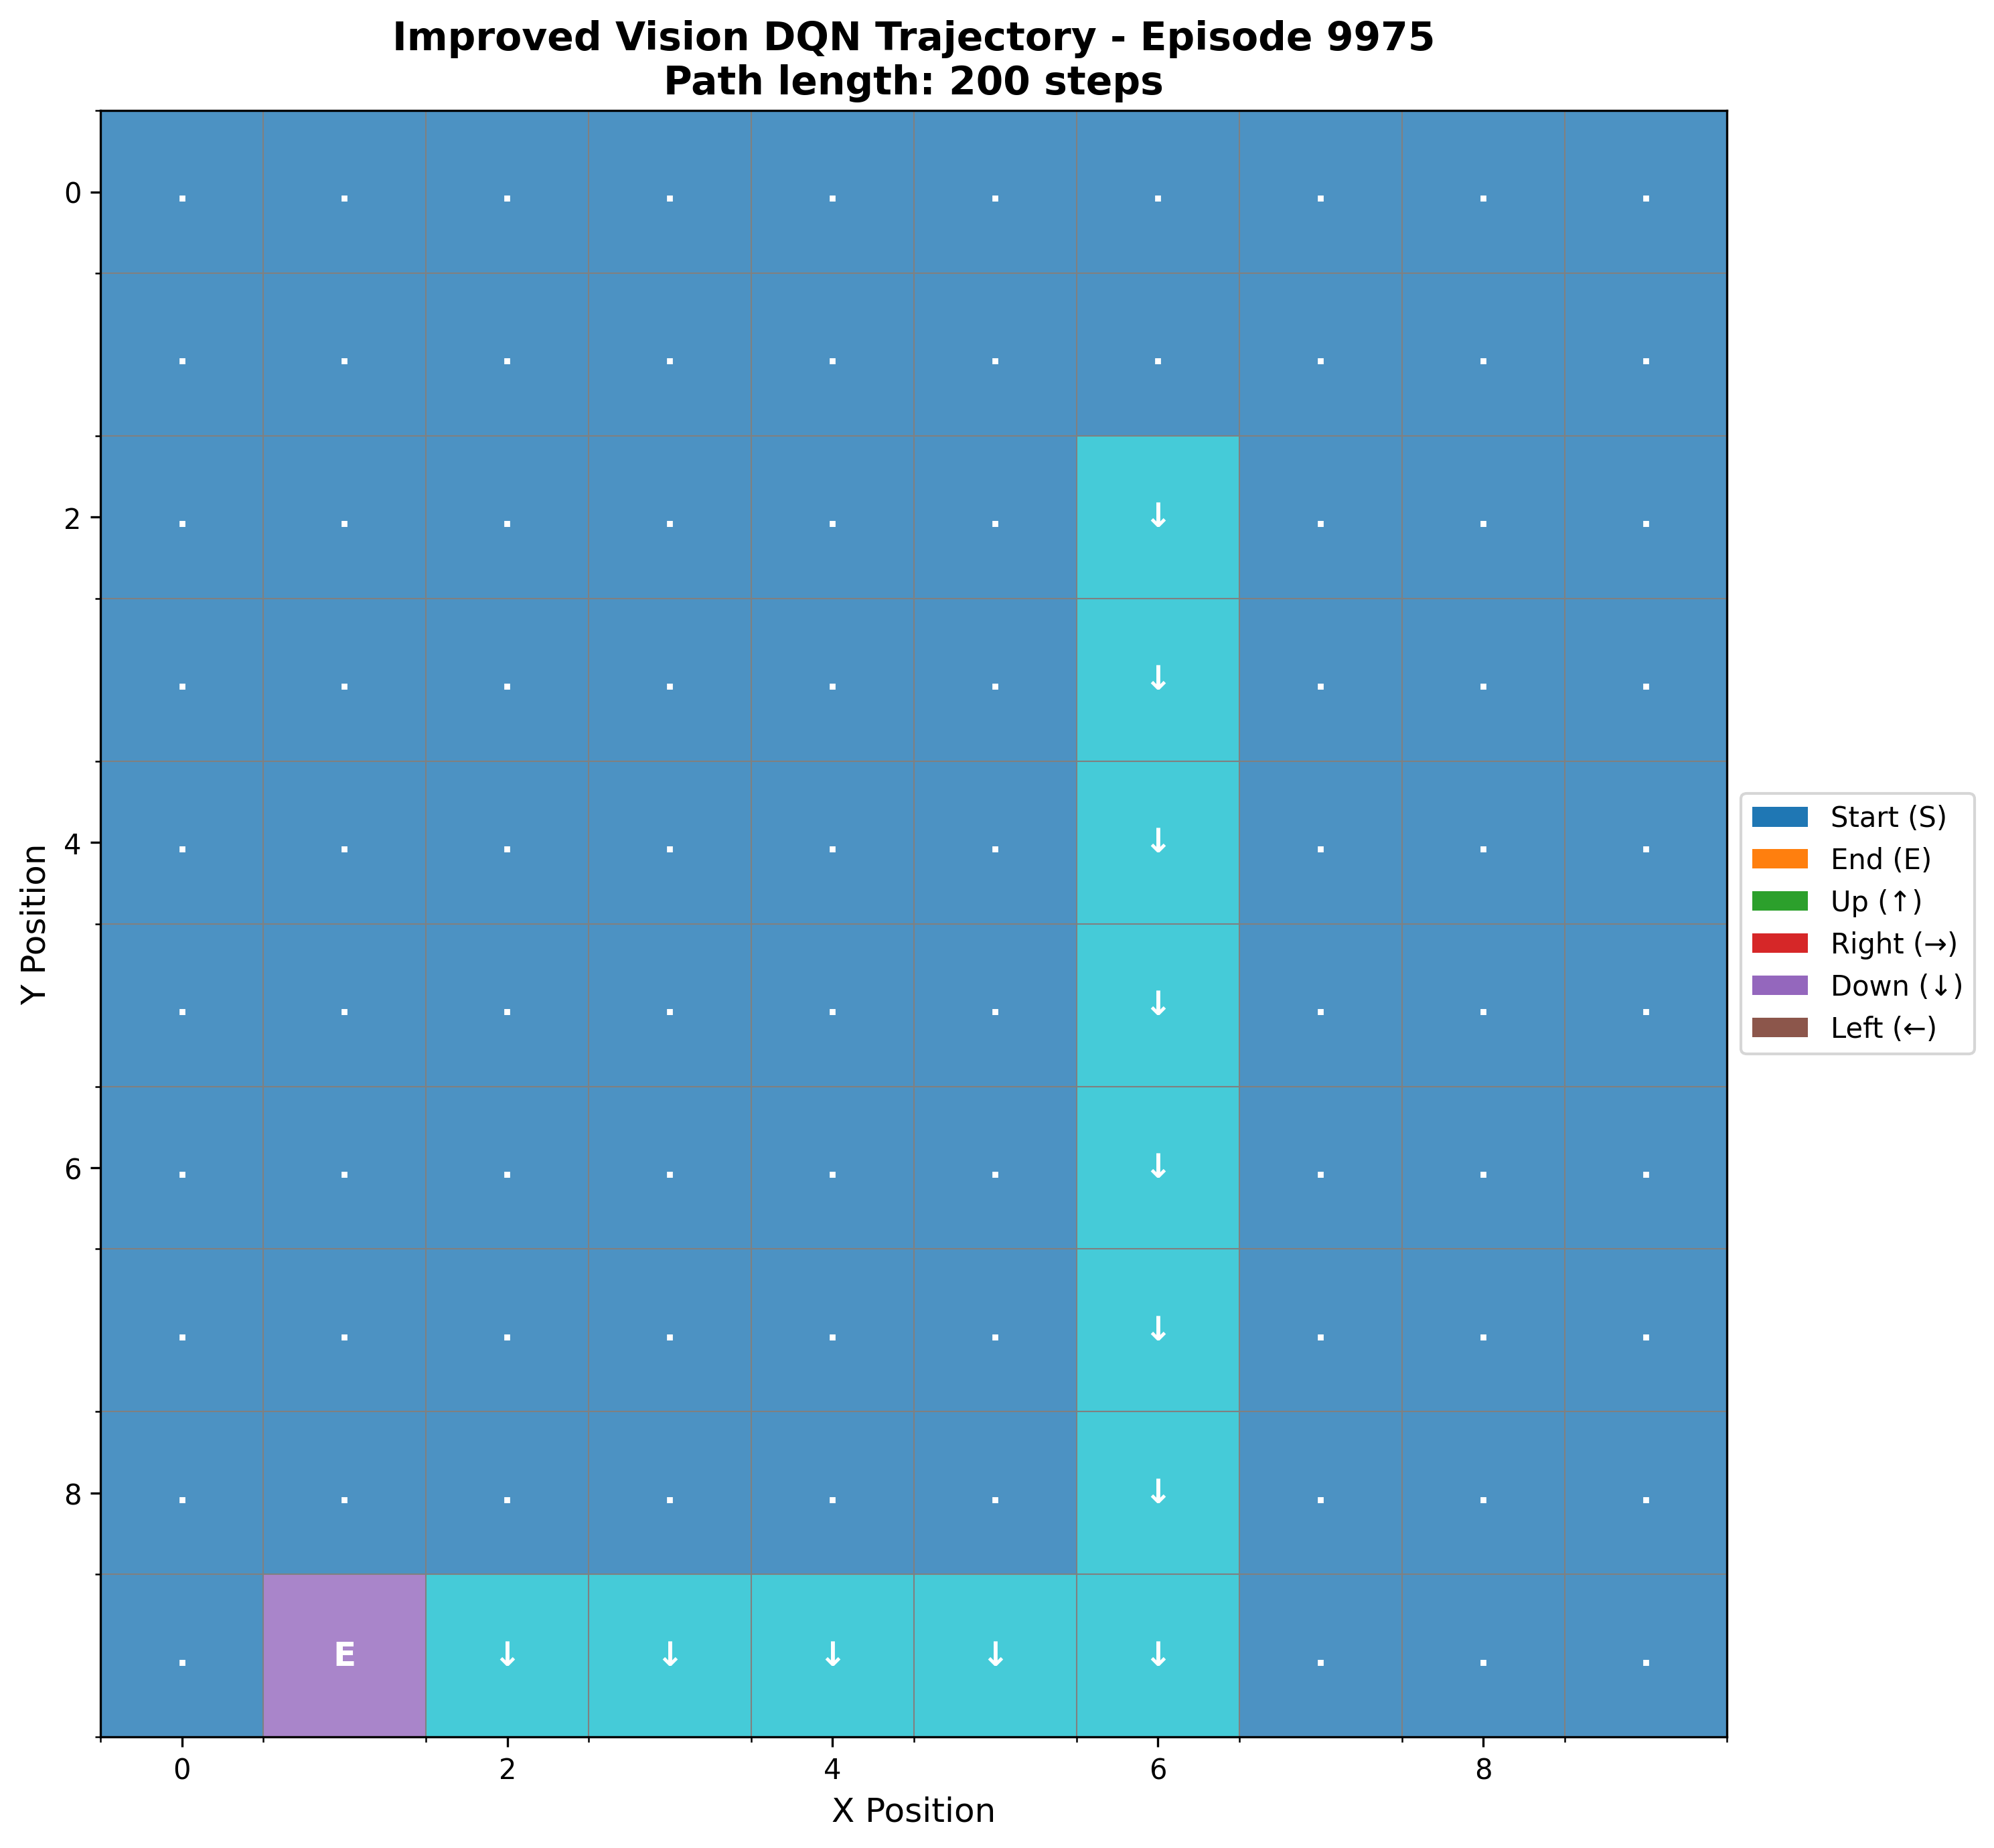 Improved Vision DQN Trajectory - Episode 9975
Path length: 200 steps
0 . . . . . . . . . .
. . . . . . . . . .
2 . . . . . . ↓ . . .
. . . . . . ↓ . . .
4 . . . . . . ↓ . . .
. . . . . . ↓ . . .
6 . . . . . . ↓ . . .
. . . . . . ↓ . . .
8 . . . . . . ↓ . . .
. E ↓ ↓ ↓ ↓ ↓ . . .
0 2 4 6 8
X Position
Y Position
Start (S)
End (E)
Up (↑)
Right (→)
Down (↓)
Left (←)